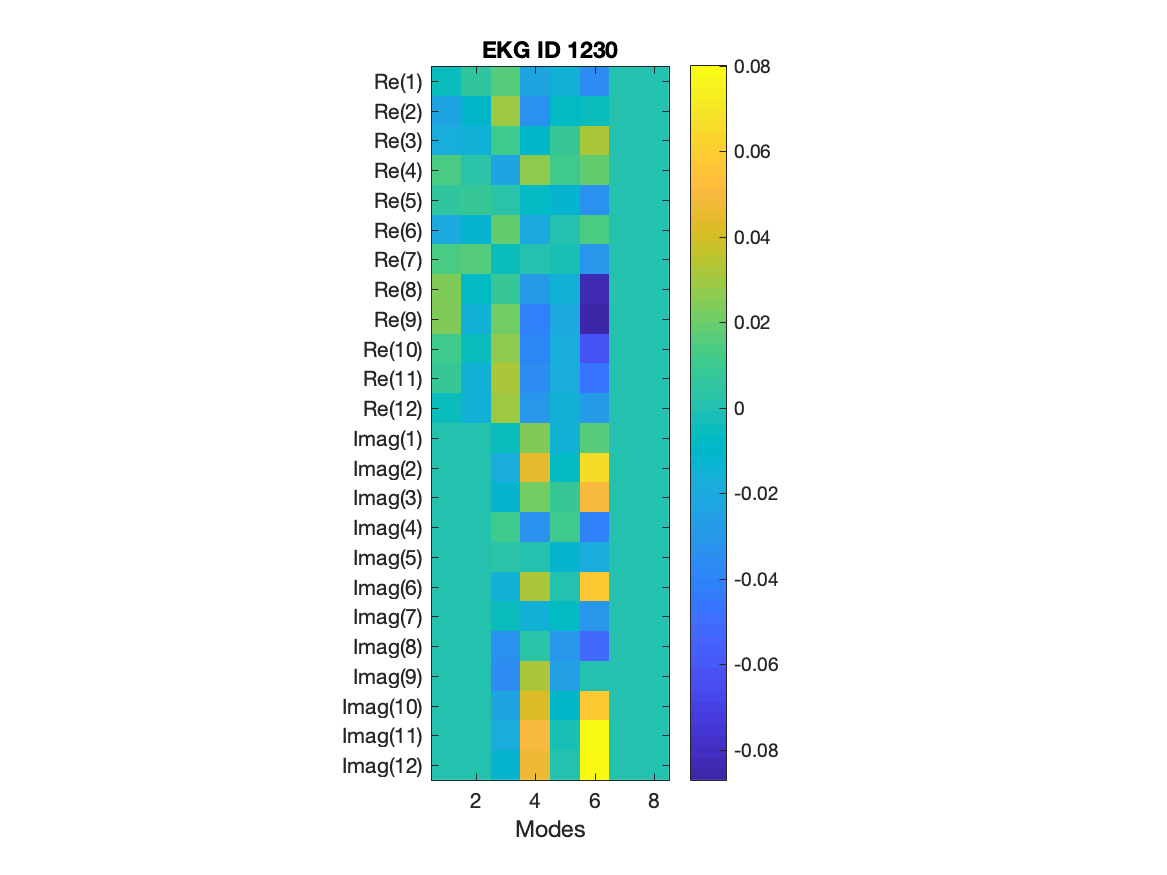 EKG ID 1230
Re(1)
Re(2)
Re(3)
Re(4)
Re(5)
Re(6)
Re(7)
Re(8)
Re(9)
Re(10)
Re(11)
Re(12)
Imag(1)
Imag(2)
Imag(3)
Imag(4)
Imag(5)
Imag(6)
Imag(7)
Imag(8)
Imag(9)
Imag(10)
Imag(11)
Imag(12)
2 4 6 8
Modes
0.08
0.06
0.04
0.02
0
-0.02
-0.04
-0.06
-0.08